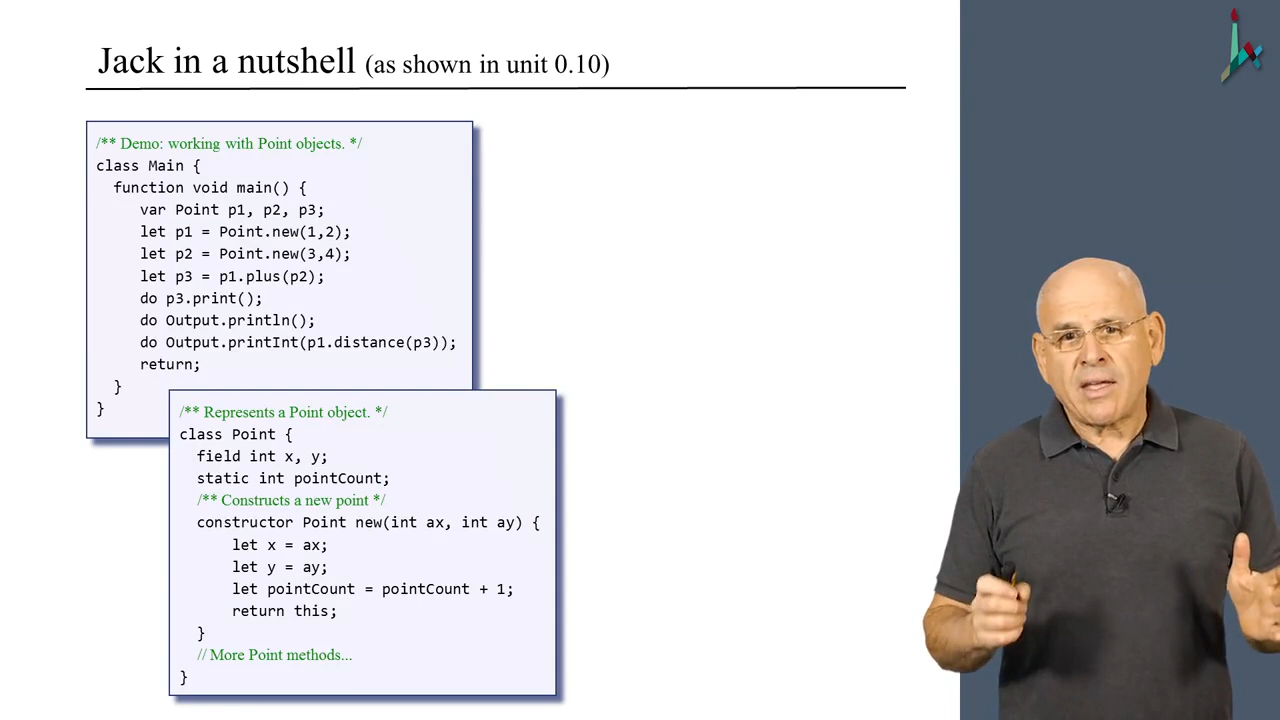 Jack in a nutshell (as shown in unit 0.10)
/** Demo: working with Point objects. */
class Main {
function void main() {
var Point p1, p2, p3;
let p1 = Point.new(1,2);
let p2 = Point.new(3,4);
let p3 = p1.plus(p2);
do p3.print();
do Output.println();
do Output.printInt(p1.distance(p3));
return;
}
}
/** Represents a Point object. */
class Point {
field int x, y;
static int pointCount;
/** Constructs a new point */
constructor Point new(int ax, int ay) {
let x = ax;
let y = ay;
let pointCount = pointCount + 1;
return this;
}
// More Point methods...
}